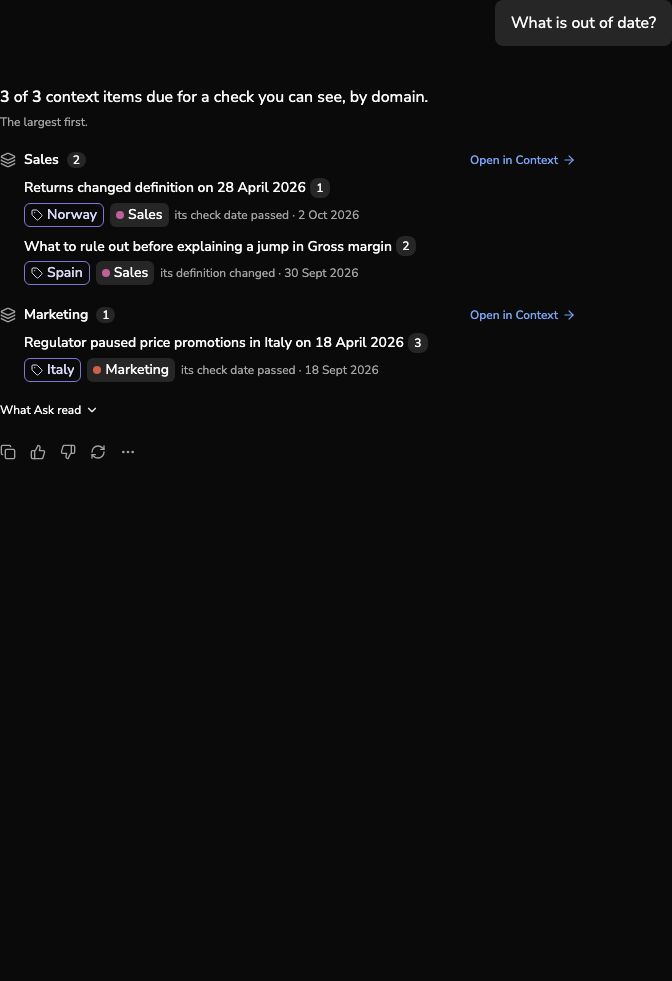 What is out of date?
3 of 3 context items due for a check you can see, by domain.
The largest first.
Sales 2 Open in Context →
Returns changed definition on 28 April 2026 1
Norway Sales its check date passed · 2 Oct 2026
What to rule out before explaining a jump in Gross margin 2
Spain Sales its definition changed · 30 Sept 2026
Marketing 1 Open in Context →
Regulator paused price promotions in Italy on 18 April 2026 3
Italy Marketing its check date passed · 18 Sept 2026
What Ask read